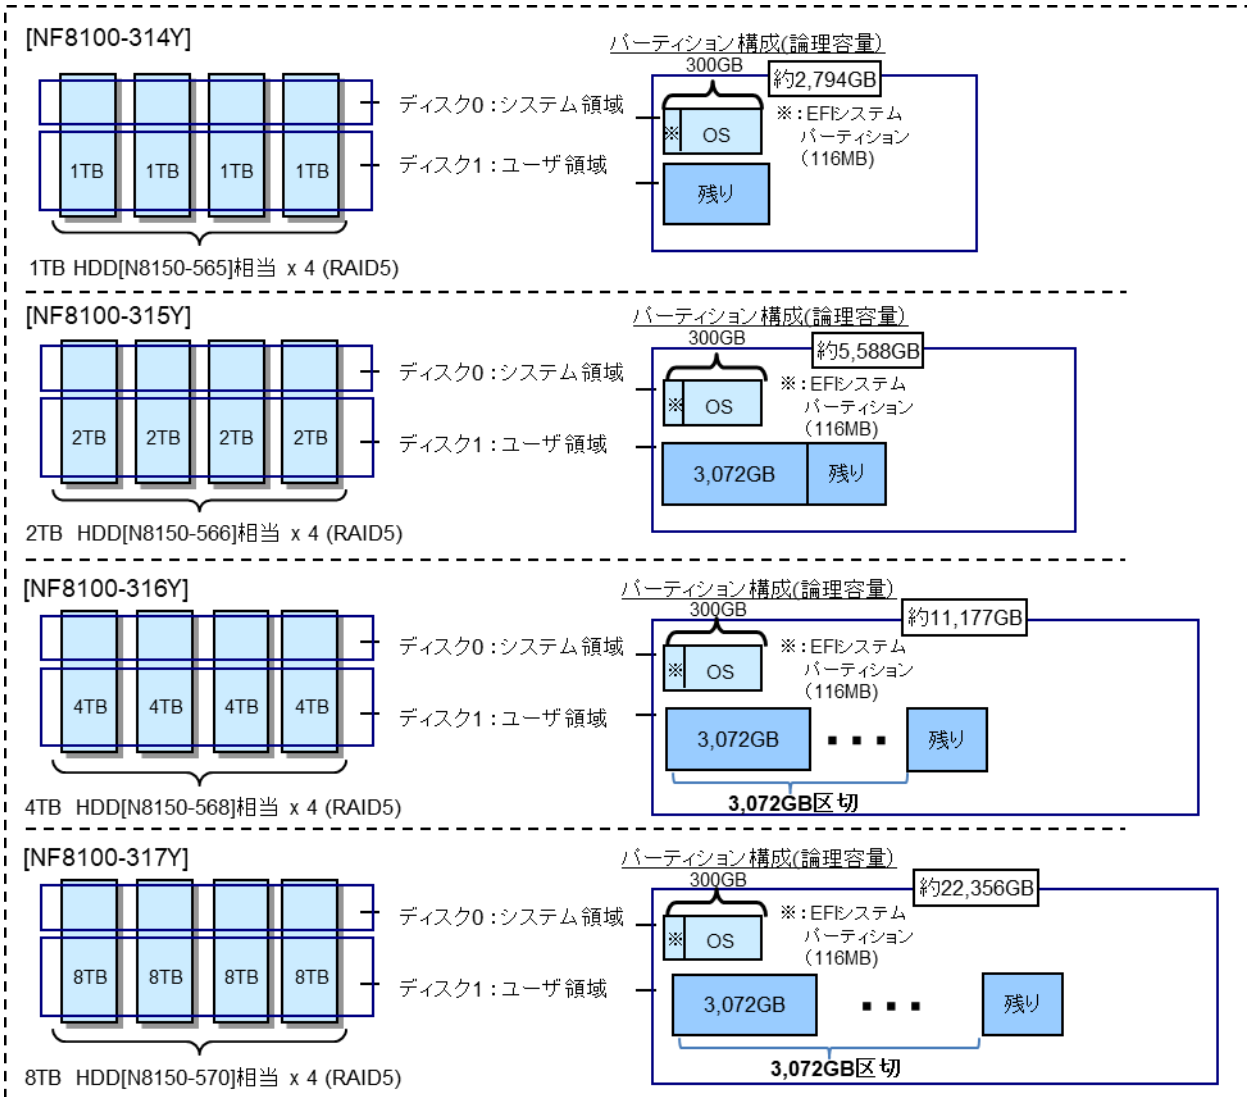 [NF8100-314Y]
パーティション構成(論理容量)
300GB
約2,794GB
ディスク0：システム領域
※
OS
※：EFIシステム
パーティション
(116MB)
1TB
1TB
1TB
1TB
ディスク1：ユーザ領域
残り
1TB HDD[N8150-565]相当 x 4 (RAID5)
[NF8100-315Y]
パーティション構成(論理容量)
300GB
約5,588GB
ディスク0：システム領域
※
OS
※：EFIシステム
パーティション
(116MB)
2TB
2TB
2TB
2TB
ディスク1：ユーザ領域
3,072GB
残り
2TB HDD[N8150-566]相当 x 4 (RAID5)
[NF8100-316Y]
パーティション構成(論理容量)
300GB
約11,177GB
ディスク0：システム領域
※
OS
※：EFIシステム
パーティション
(116MB)
4TB
4TB
4TB
4TB
ディスク1：ユーザ領域
3,072GB
・・・
残り
3,072GB区切
4TB HDD[N8150-568]相当 x 4 (RAID5)
[NF8100-317Y]
パーティション構成(論理容量)
300GB
約22,356GB
ディスク0：システム領域
※
OS
※：EFIシステム
パーティション
(116MB)
8TB
8TB
8TB
8TB
ディスク1：ユーザ領域
3,072GB
・・・
残り
3,072GB区切
8TB HDD[N8150-570]相当 x 4 (RAID5)